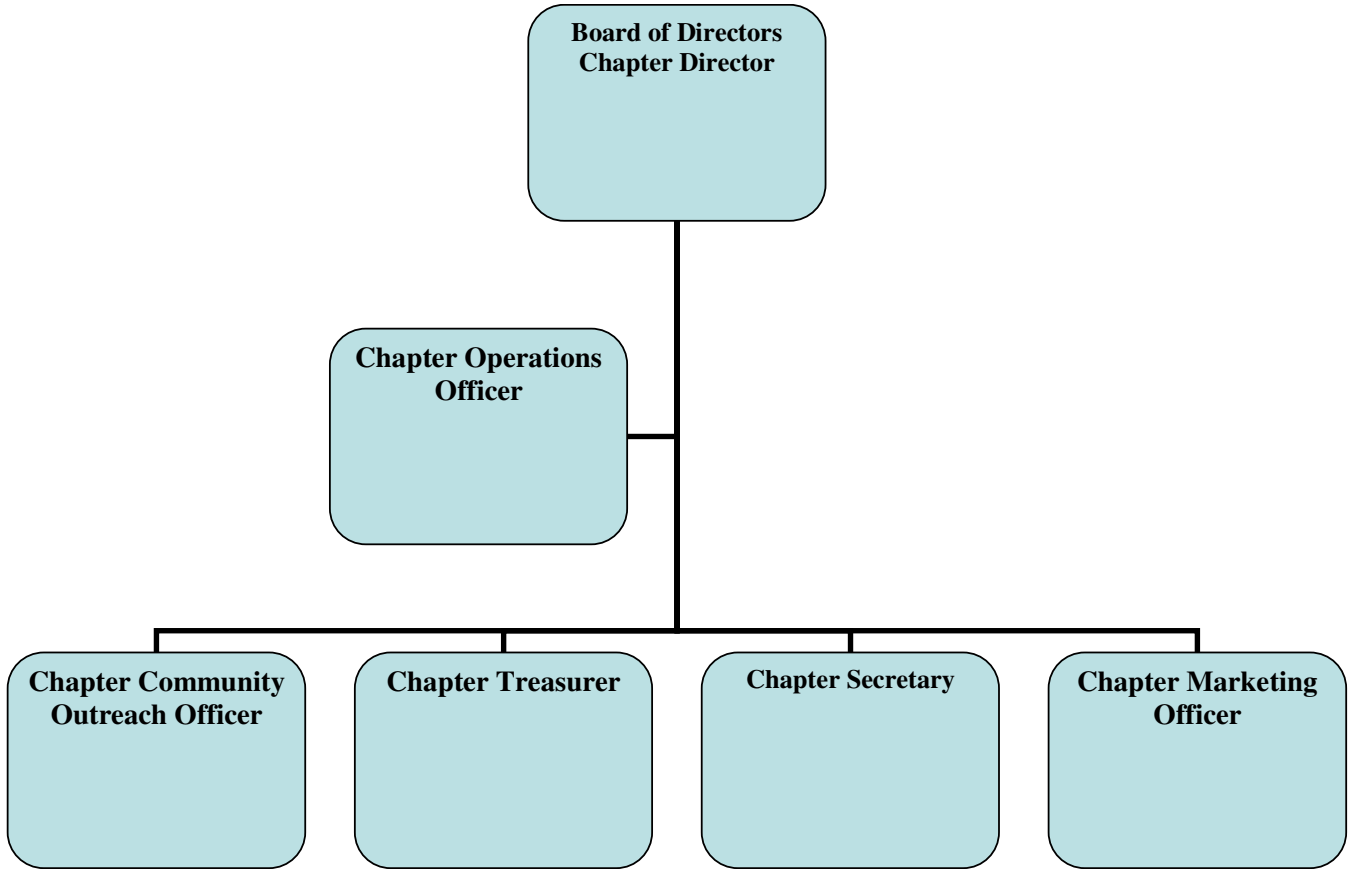 Board of Directors
Chapter Director
Chapter Operations
Officer
Chapter Community
Outreach Officer
Chapter Treasurer
Chapter Secretary
Chapter Marketing
Officer